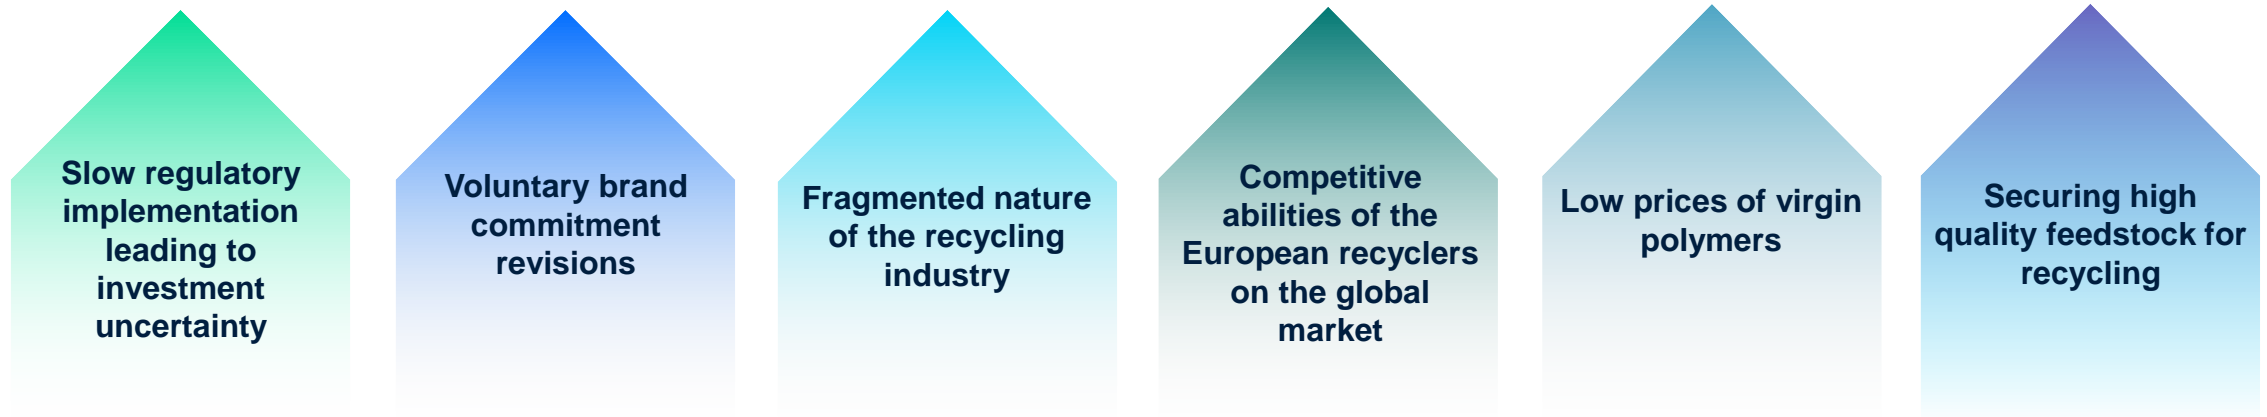 Slow regulatory
implementation
leading to
investment
uncertainty
Voluntary brand
commitment
revisions
Fragmented nature
of the recycling
industry
Competitive
abilities of the
European recyclers
on the global
market
Low prices of virgin
polymers
Securing high
quality feedstock for
recycling